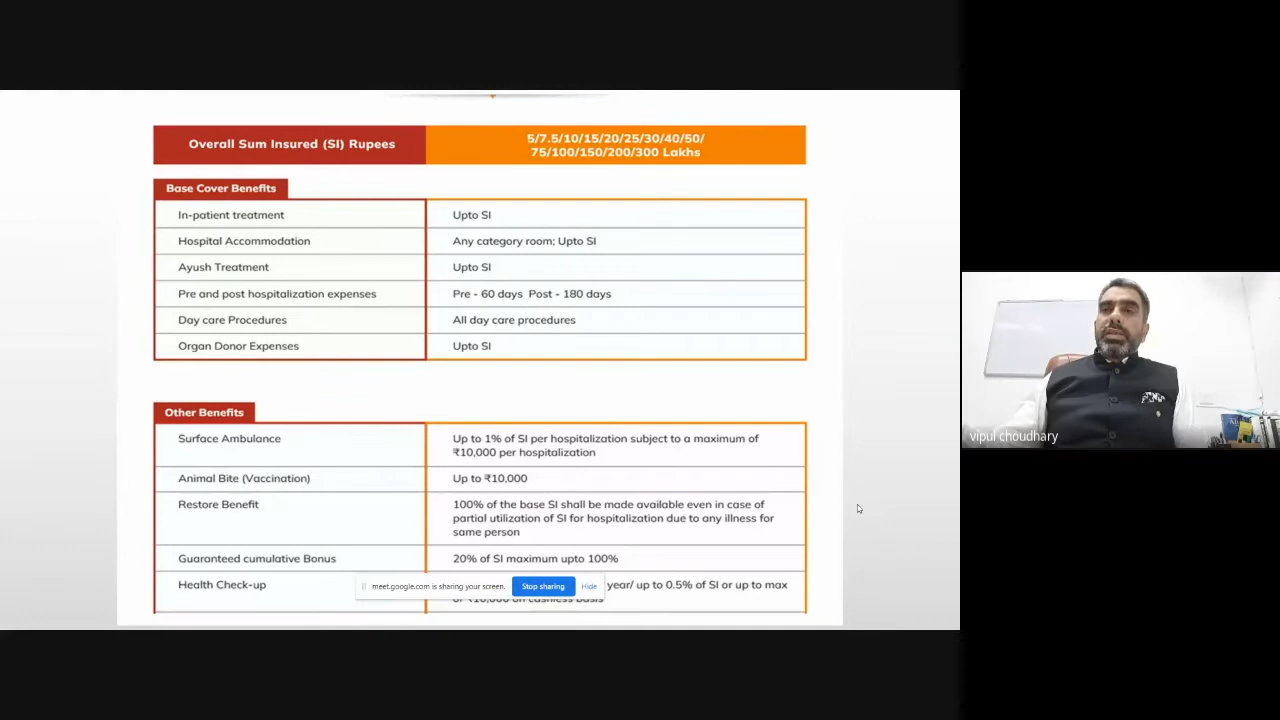 Overall Sum Insured (SI) Rupees
5/7.5/10/15/20/25/30/40/50/
75/100/150/200/300 Lakhs
Base Cover Benefits
In-patient treatment
Upto SI
Hospital Accommodation
Any category room; Upto SI
Ayush Treatment
Upto SI
Pre and post hospitalization expenses
Pre - 60 days Post - 180 days
Day care Procedures
All day care procedures
Organ Donor Expenses
Upto SI
Other Benefits
Surface Ambulance
Up to 1% of SI per hospitalization subject to a maximum of
₹10,000 per hospitalization
Animal Bite (Vaccination)
Up to ₹10,000
Restore Benefit
100% of the base SI shall be made available even in case of
partial utilization of SI for hospitalization due to any illness for
same person
Guaranteed cumulative Bonus
20% of SI maximum upto 100%
Health Check-up
year/ up to 0.5% of SI or up to max
meet.google.com is sharing your screen.
Stop sharing
Hide
vipul choudhary